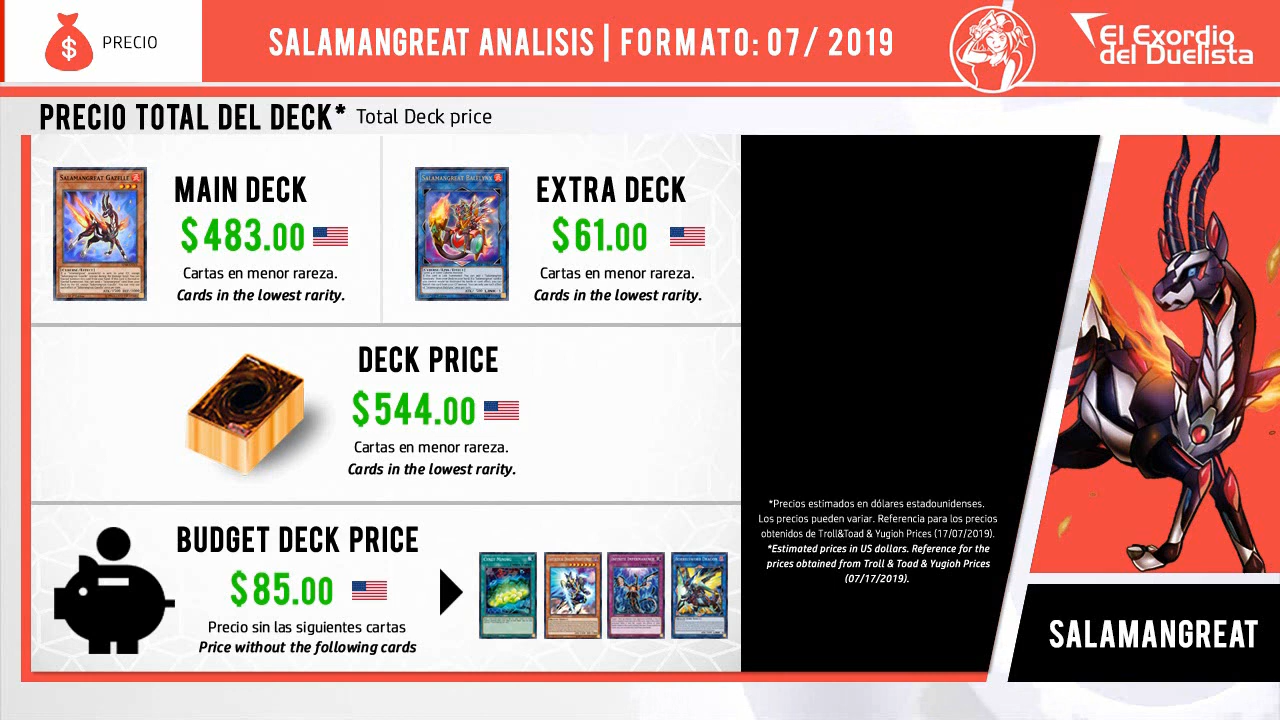 PRECIO
SALAMANGREAT ANALISIS | FORMATO: 07/ 2019
El Exordio
del Duelista
PRECIO TOTAL DEL DECK* Total Deck price
SALAMANGREAT GAZELLE
MAIN DECK
$483.00
Cartas en menor rareza.
Cards in the lowest rarity.
SALAMANGREAT BALELYNX
EXTRA DECK
$61.00
Cartas en menor rareza.
Cards in the lowest rarity.
DECK PRICE
$544.00
Cartas en menor rareza.
Cards in the lowest rarity.
BUDGET DECK PRICE
$85.00
Precio sin las siguientes cartas
Price without the following cards
*Precios estimados en dólares estadounidenses.
Los precios pueden variar. Referencia para los precios
obtenidos de Troll&Toad & Yugioh Prices (17/07/2019).
*Estimated prices in US dollars. Reference for the
prices obtained from Troll & Toad & Yugioh Prices
(07/17/2019).
SALAMANGREAT